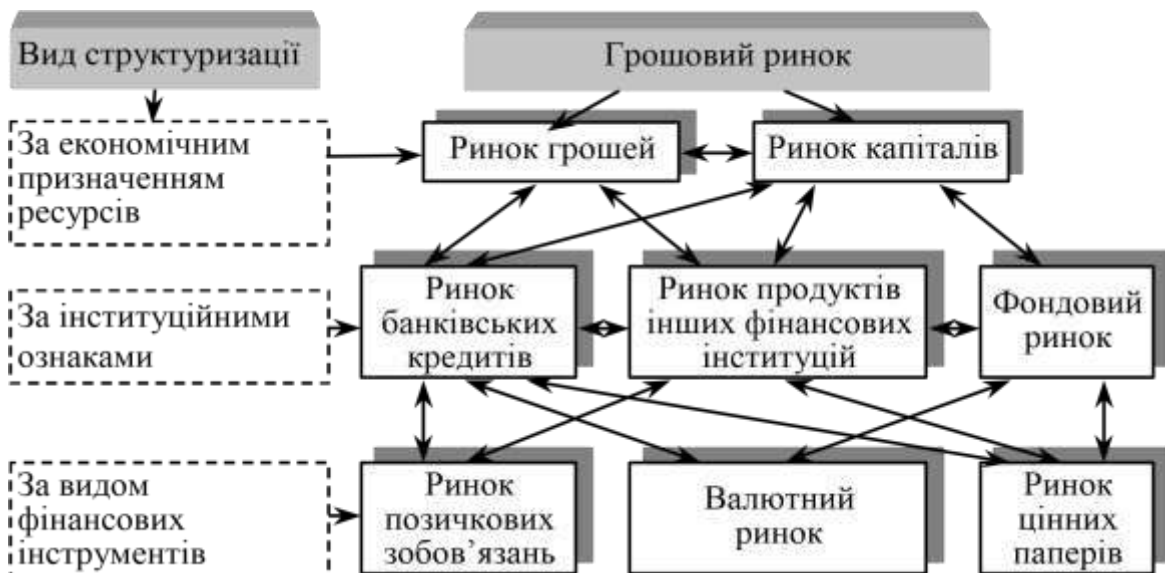 Вид структуризації
Грошовий ринок
За економічним
призначенням
ресурсів
Ринок грошей
Ринок капіталів
За інституційними
ознаками
Ринок
банківських
кредитів
Ринок продуктів
інших фінансових
інституцій
Фондовий
ринок
За видом
фінансових
інструментів
Ринок
позичкових
зобов’язань
Валютний
ринок
Ринок
цінних
паперів